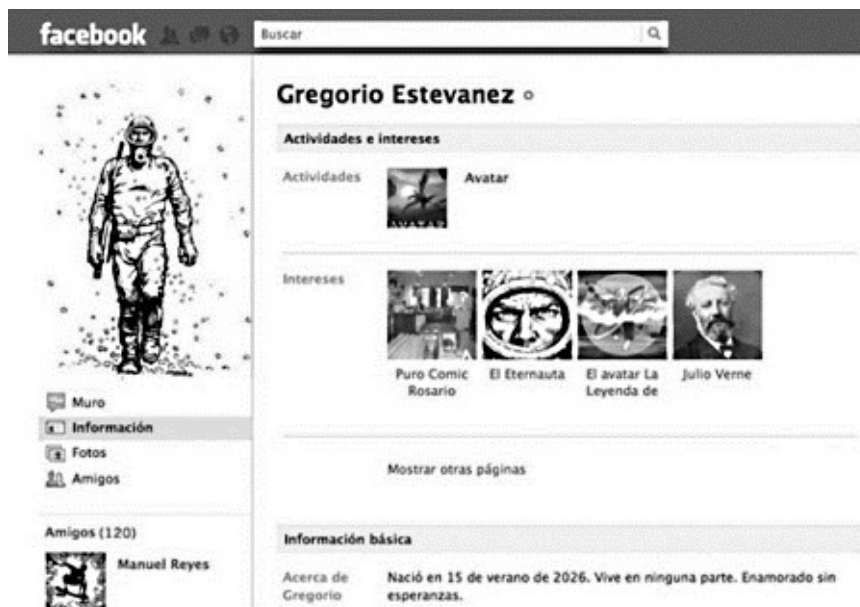 facebook
Buscar
Gregorio Estevanez
Actividades e intereses
Actividades
Avatar
AVATAR
Intereses
Puro Comic
Rosario
El Eternauta
El avatar La
Leyenda de
Julio Verne
Mostrar otras páginas
Muro
Información
Fotos
Amigos
Amigos (120)
Manuel Reyes
Información básica
Acerca de
Gregorio
Nació en 15 de verano de 2026. Vive en ninguna parte. Enamorado sin
esperanzas.